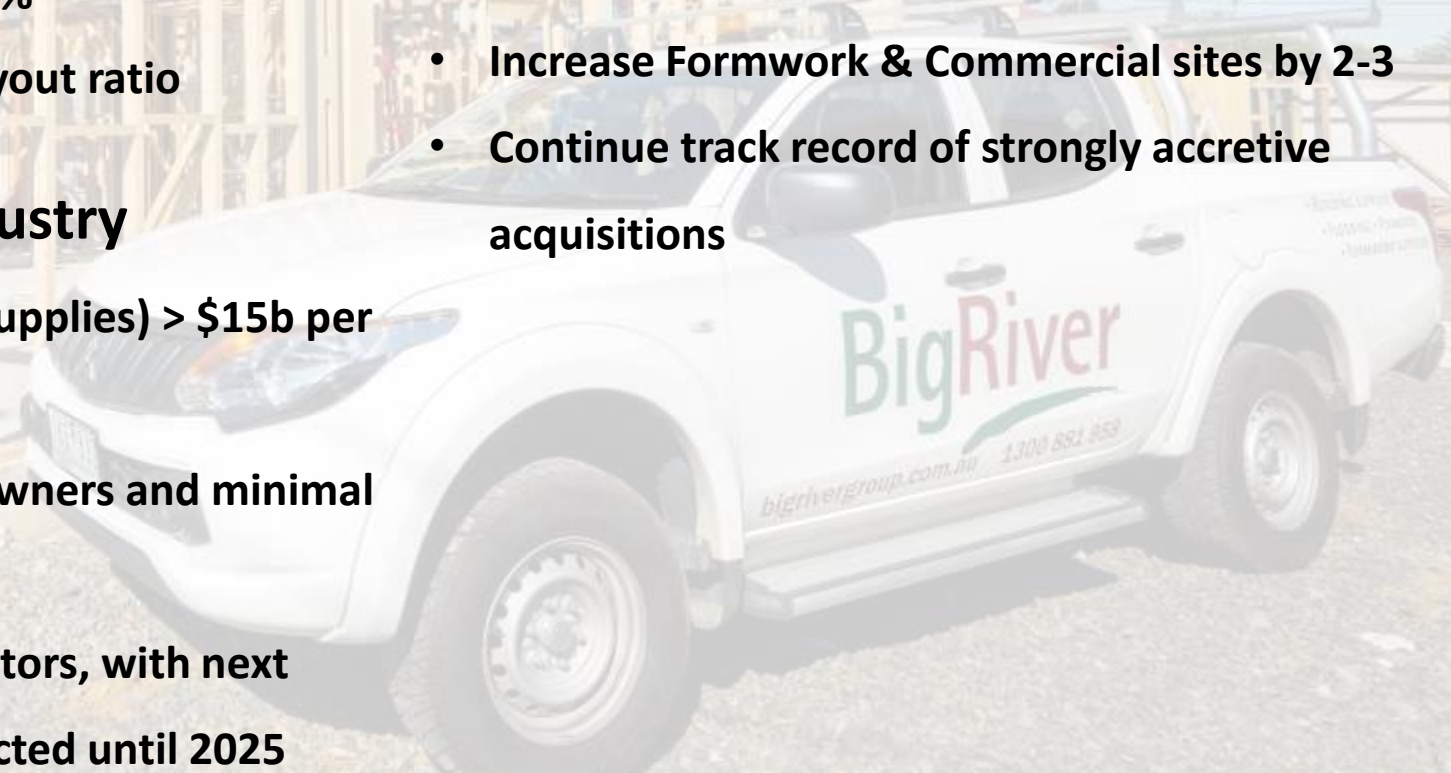 %
yout ratio
ustry
upplies) > $15b per
wners and minimal
tors, with next
cted until 2025
• Increase Formwork & Commercial sites by 2-3
• Continue track record of strongly accretive
acquisitions
BigRiver
bigrivergroup.com.au 1300 881 958